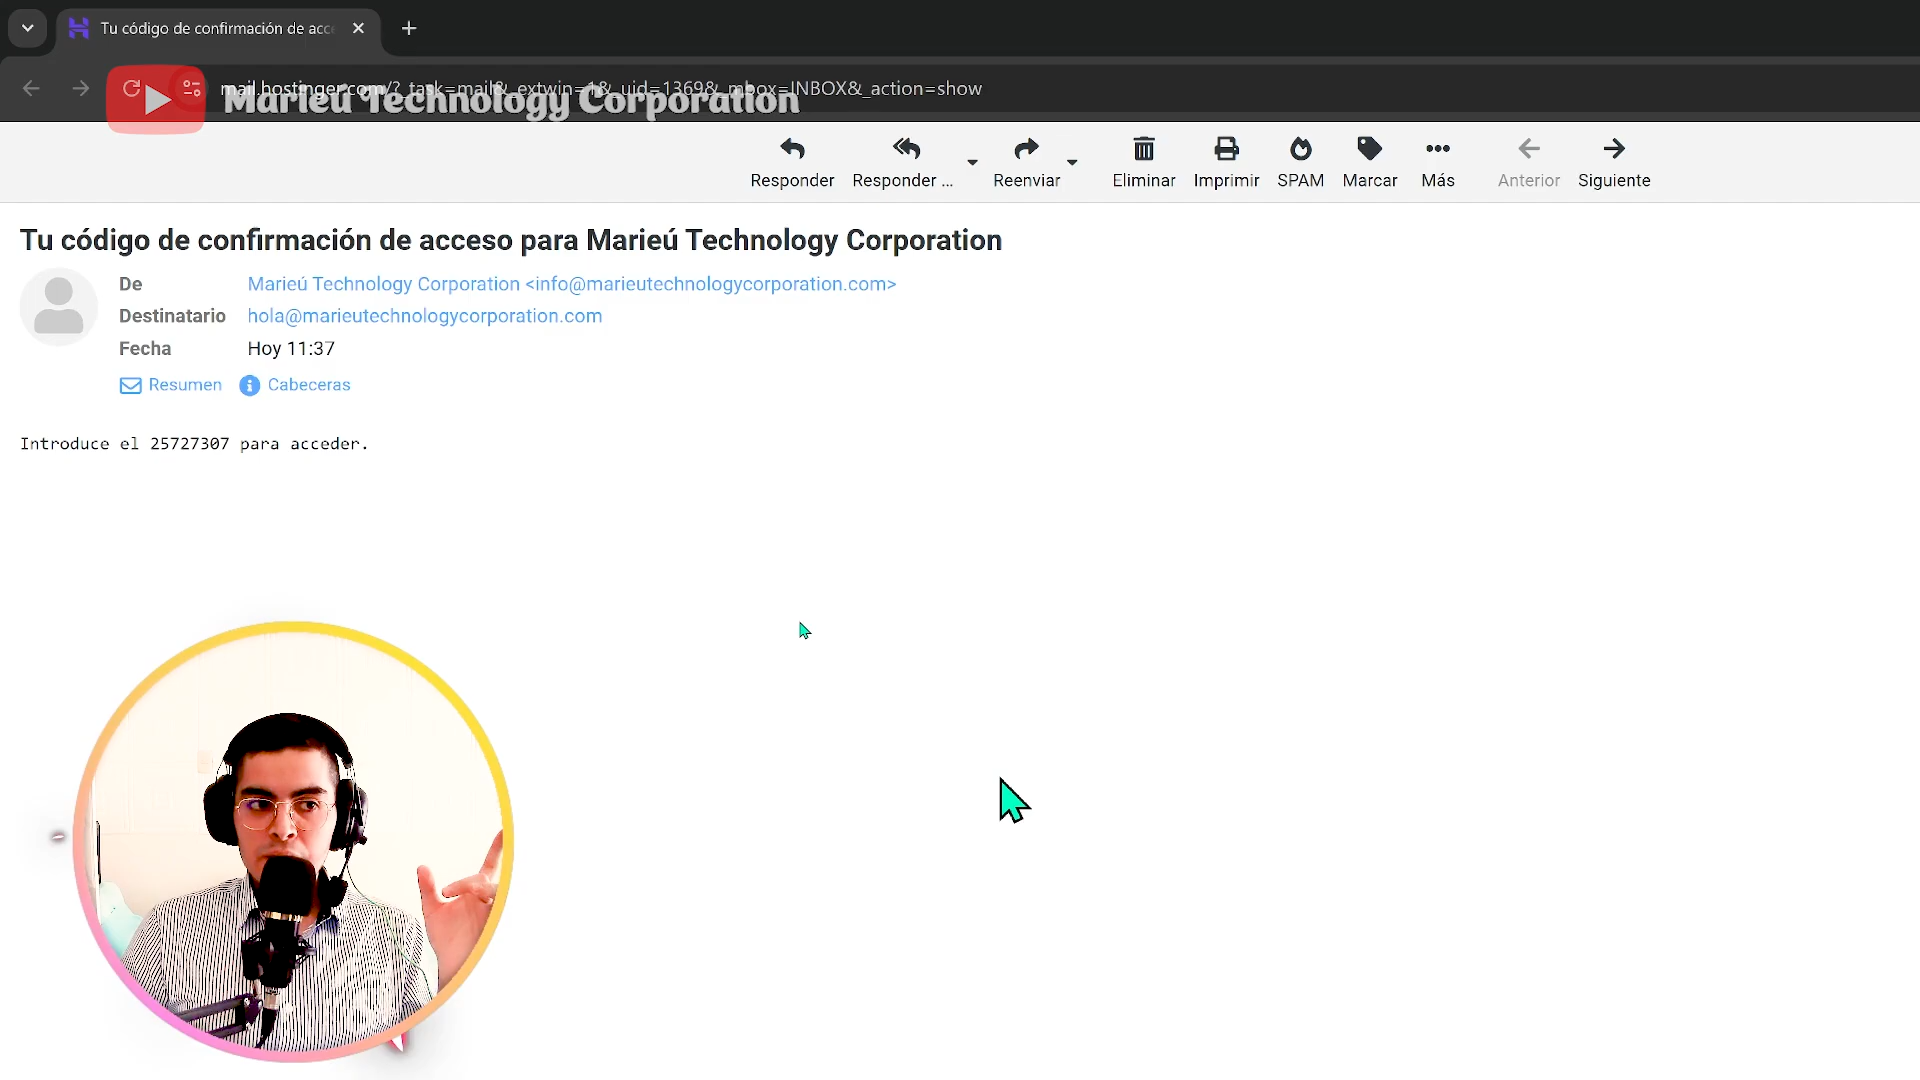 Tu código de confirmación de acc
mail.hostinger.com/?_task=mail&_extwin=1&_uid=1369&_mbox=INBOX&_action=show
Marieú Technology Corporation
Responder
Responder ...
Reenviar
Eliminar
Imprimir
SPAM
Marcar
Más
Anterior
Siguiente
Tu código de confirmación de acceso para Marieú Technology Corporation
De Marieú Technology Corporation <info@marieutechnologycorporation.com>
Destinatario hola@marieutechnologycorporation.com
Fecha Hoy 11:37
Resumen Cabeceras
Introduce el 25727307 para acceder.